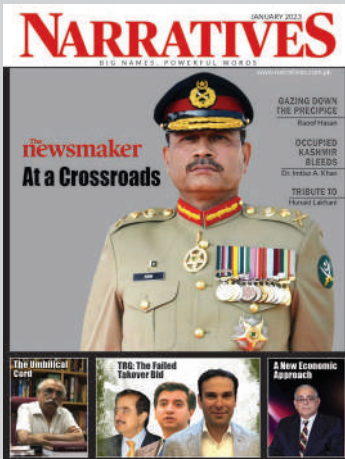 JANUARY 2023
NARRATIVES
BIG NAMES, POWERFUL WORDS
www.narratives.com.pk
GAZING DOWN
THE PRECIPICE
Raoof Hasan
The
newsmaker
At a Crossroads
OCCUPIED
KASHMIR
BLEEDS
Dr. Imtiaz A. Khan
TRIBUTE TO
Hunaid Lakhani
The Umbilical
Cord
TRG: The Failed
Takeover Bid
A New Economic
Approach